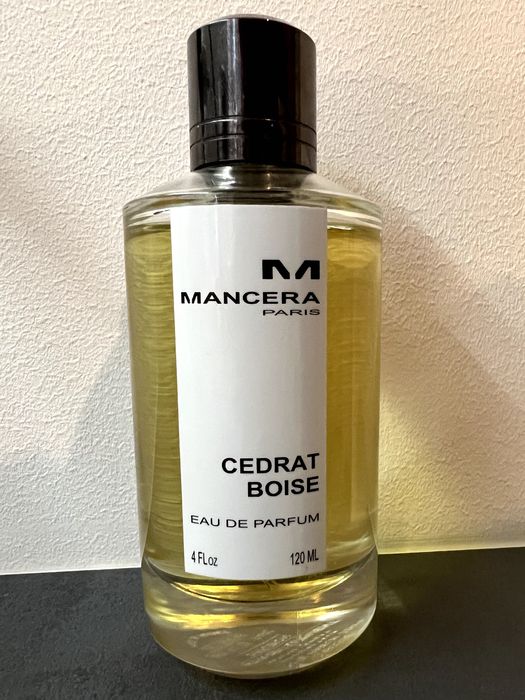 M
MANCERA
PARIS
CEDRAT
BOISE
EAU DE PARFUM
4 FLoz 120 ML